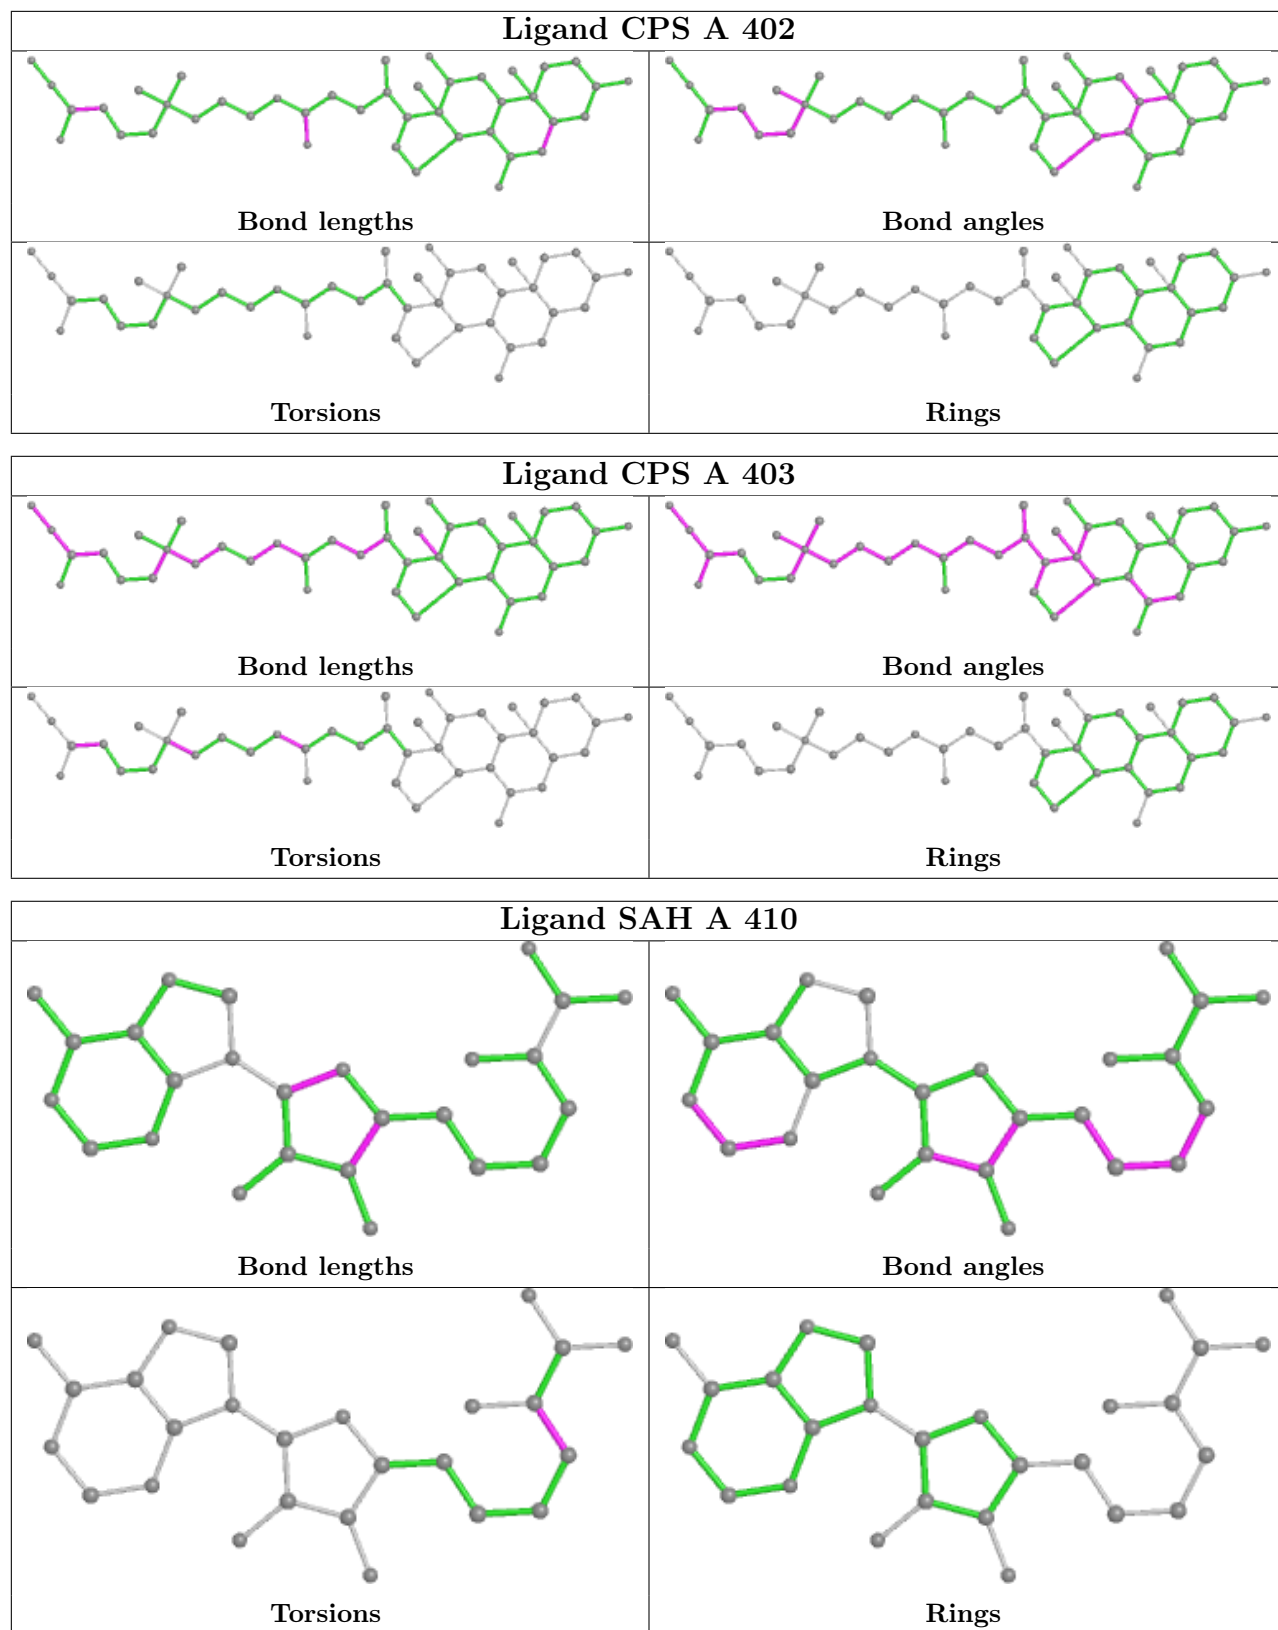 Ligand CPS A 402
Bond lengths
Bond angles
Torsions
Rings
Ligand CPS A 403
Bond lengths
Bond angles
Torsions
Rings
Ligand SAH A 410
Bond lengths
Bond angles
Torsions
Rings